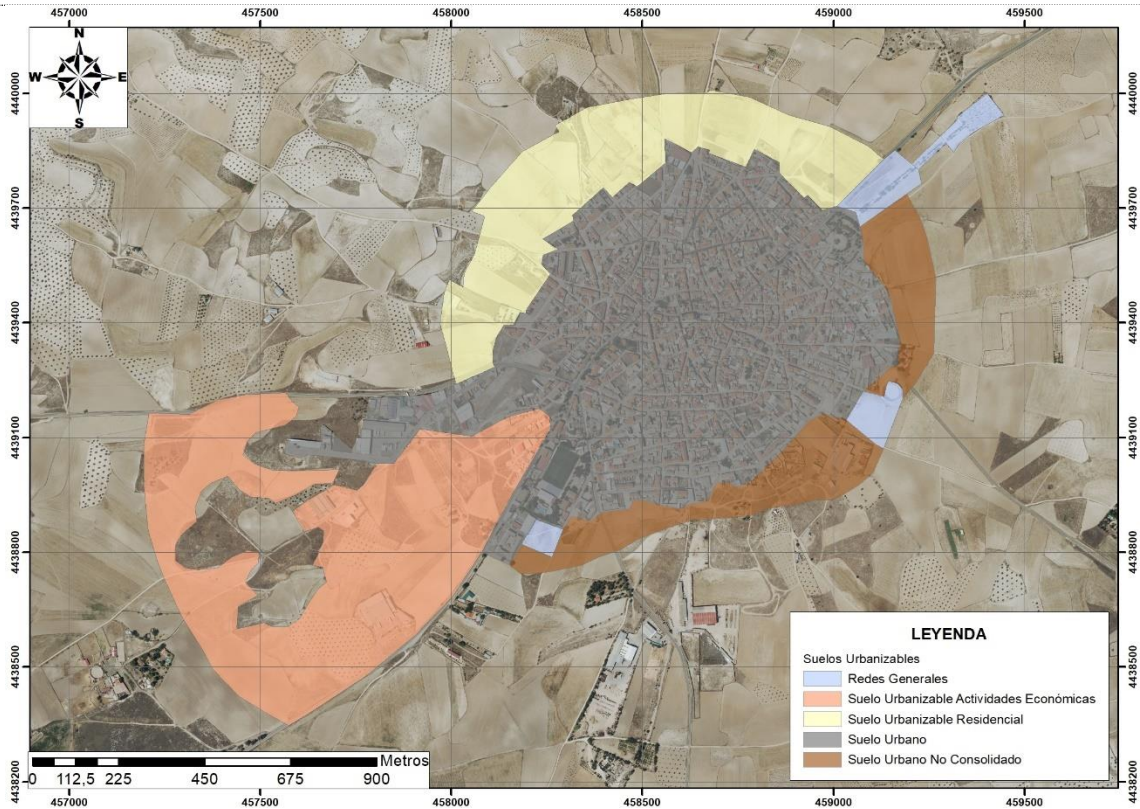 457000 457500 458000 458500 459000 459500
N
W E
S
4440000 4440000
4439700 4439700
4439400 4439400
4439100 4439100
4438800 4438800
4438500 4438500
4438200 4438200
LEYENDA
Suelos Urbanizables
Redes Generales
Suelo Urbanizable Actividades Económicas
Suelo Urbanizable Residencial
Suelo Urbano
Suelo Urbano No Consolidado
Metros
0 112,5 225 450 675 900
457000 457500 458000 458500 459000 459500